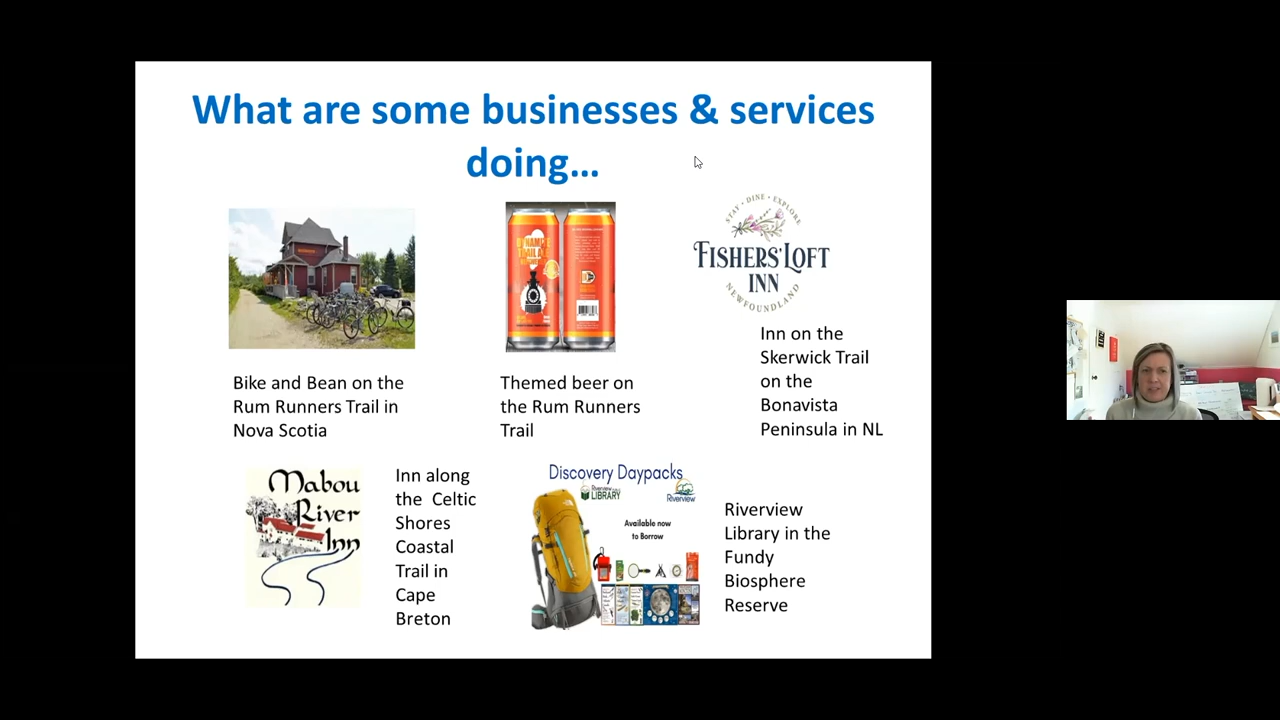 What are some businesses & services
doing...
STAY • DINE • EXPLORE
FISHERS' LOFT
INN
NEWFOUNDLAND
Bike and Bean on the
Rum Runners Trail in
Nova Scotia
DYNAMITE
TRAIL ALE
Themed beer on
the Rum Runners
Trail
Inn on the
Skerwick Trail
on the
Bonavista
Peninsula in NL
Mabou
River
Inn
Inn along
the Celtic
Shores
Coastal
Trail in
Cape
Breton
Discovery Daypacks
Riverview
LIBRARY
Riverview
Available now
to Borrow
Riverview
Library in the
Fundy
Biosphere
Reserve